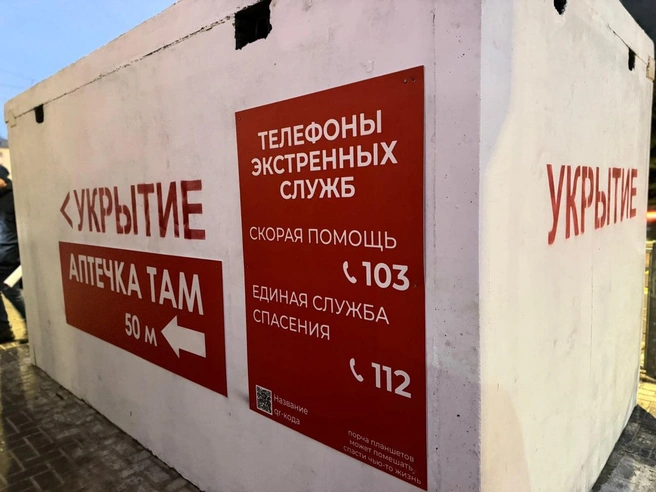 <УКРЫТИЕ
АПТЕЧКА ТАМ
50 м
ТЕЛЕФОНЫ
ЭКСТРЕННЫХ
СЛУЖБ
СКОРАЯ ПОМОЩЬ
103
ЕДИНАЯ СЛУЖБА
СПАСЕНИЯ
112
Название
qr-кода
порча планшетов
может помешать
спасти чью-то жизнь
УКРЫТИЕ